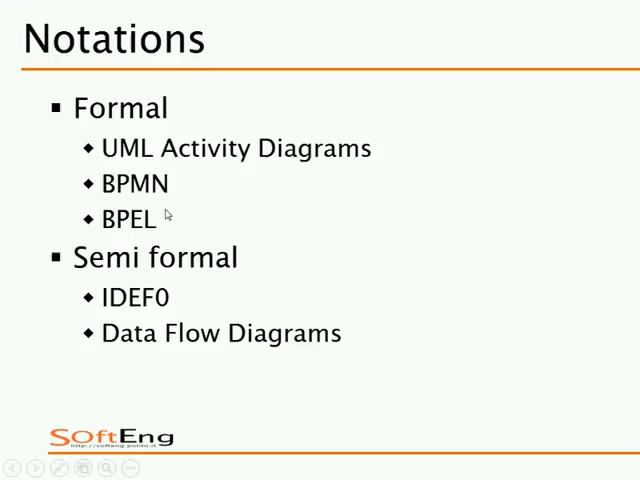 Notations
Formal
UML Activity Diagrams
BPMN
BPEL
Semi formal
IDEF0
Data Flow Diagrams
SOftEng
http://softeng.polito.it